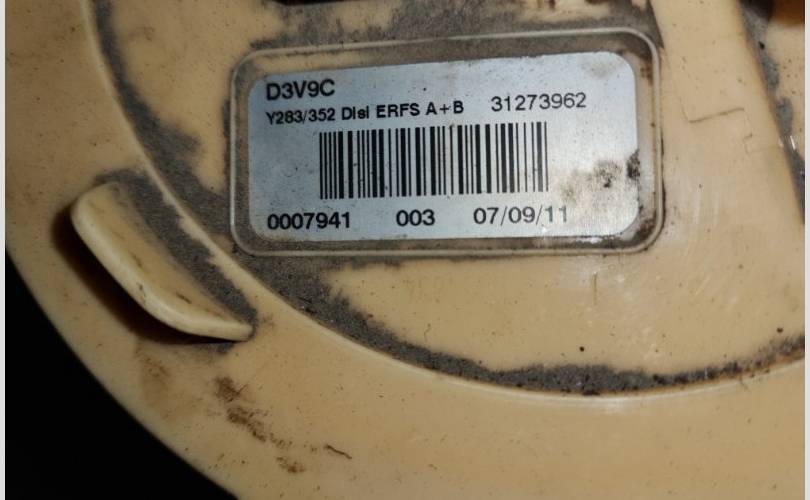 D3V9C
Y283/352 DIsI ERFS A+B 31273962
0007941 003 07/09/11